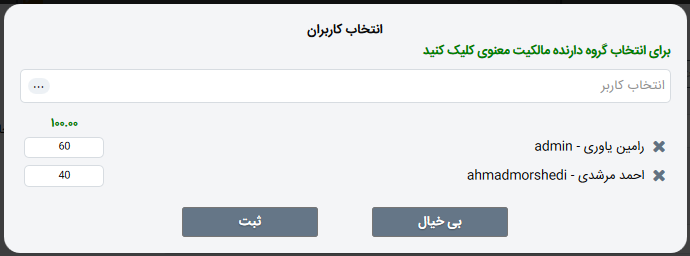 انتخاب کاربران
برای انتخاب گروه دارنده مالکیت معنوی کلیک کنید
انتخاب کاربر ...
۱۰۰.۰۰
رامین یاوری - admin 60
احمد مرشدی - ahmadmorshedi 40
بی خیال ثبت